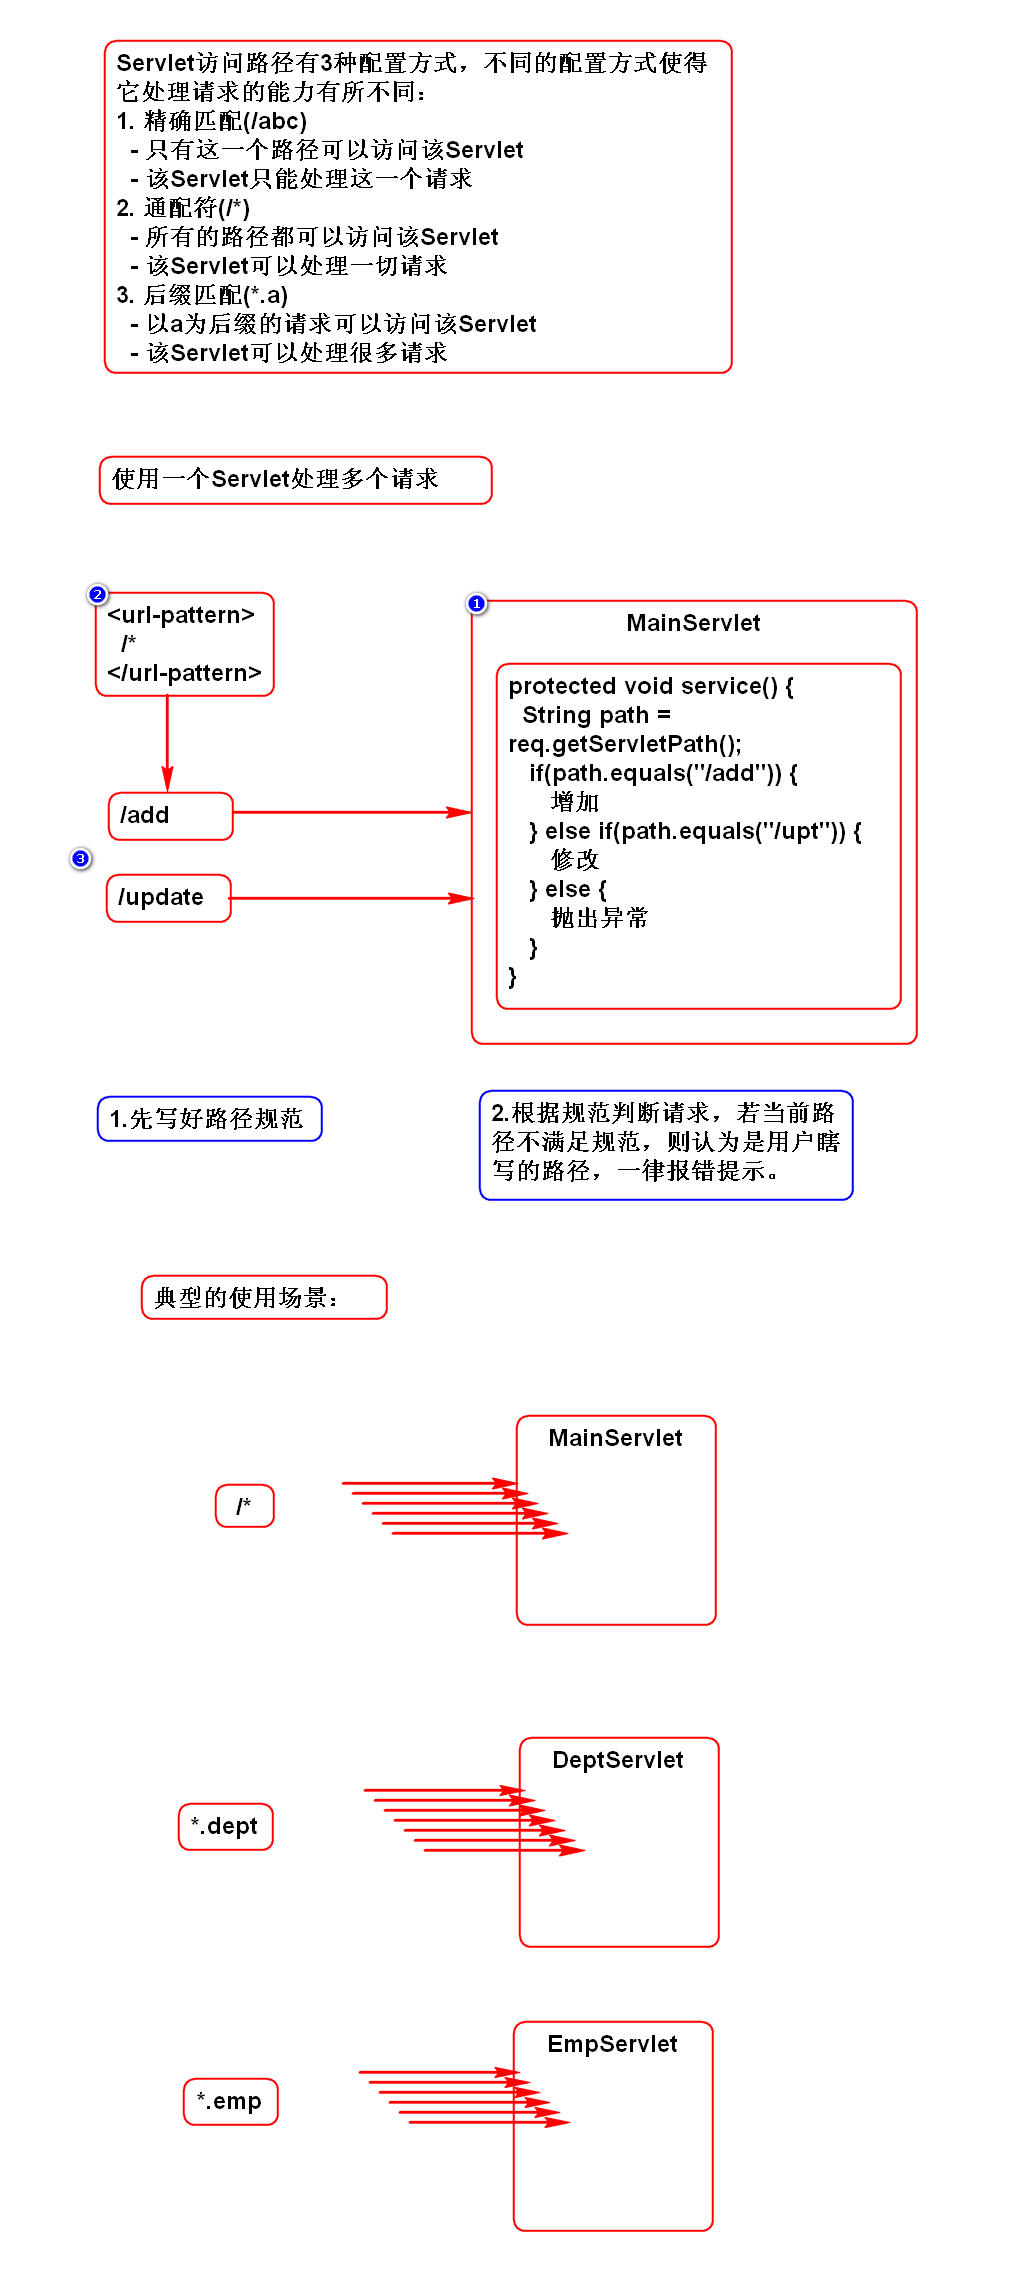 Servlet访问路径有3种配置方式，不同的配置方式使得
它处理请求的能力有所不同：
1. 精确匹配(/abc)
- 只有这一个路径可以访问该Servlet
- 该Servlet只能处理这一个请求
2. 通配符(/*)
- 所有的路径都可以访问该Servlet
- 该Servlet可以处理一切请求
3. 后缀匹配(*.a)
- 以a为后缀的请求可以访问该Servlet
- 该Servlet可以处理很多请求
使用一个Servlet处理多个请求
2
<url-pattern>
/*
</url-pattern>
1
MainServlet
protected void service() {
String path =
req.getServletPath();
if(path.equals("/add")) {
增加
} else if(path.equals("/upt")) {
修改
} else {
抛出异常
}
}
/add
3
/update
1.先写好路径规范
2.根据规范判断请求，若当前路
径不满足规范，则认为是用户瞎
写的路径，一律报错提示。
典型的使用场景：
MainServlet
/*
DeptServlet
*.dept
EmpServlet
*.emp